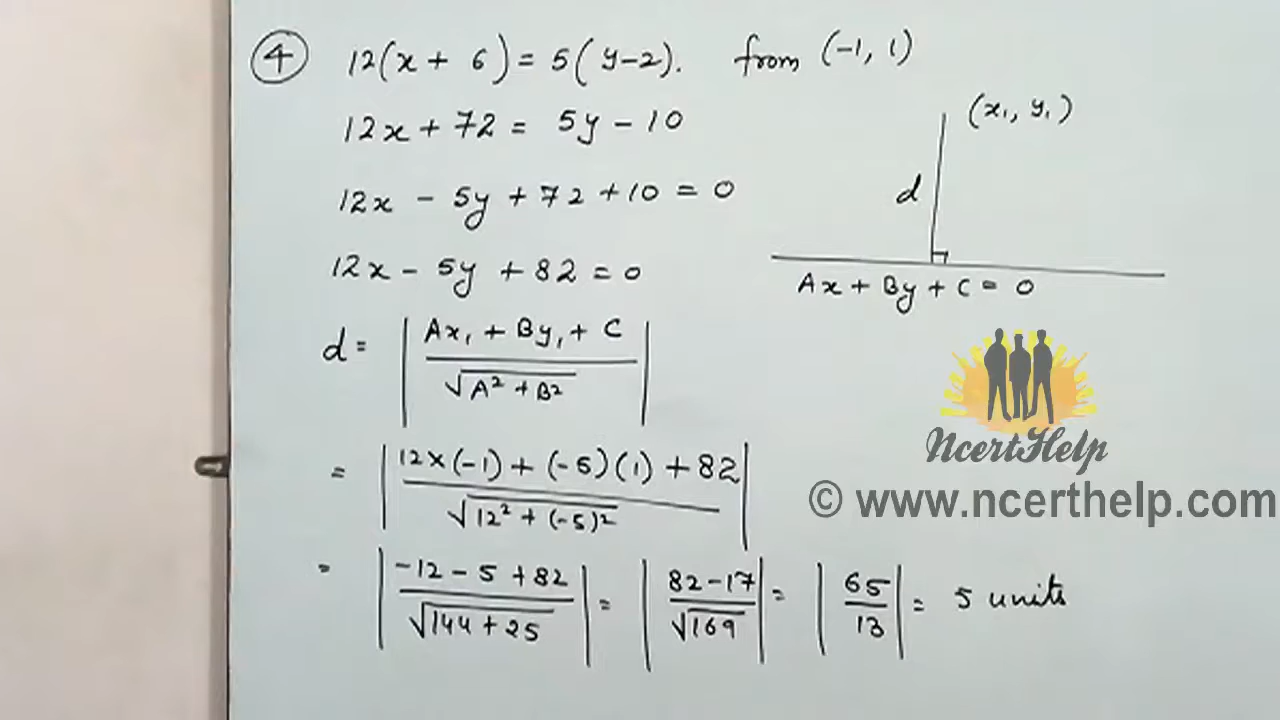 ④ 12(x + 6) = 5(y-2). from (-1, 1)
12x + 72 = 5y - 10
(x₁, y₁)
12x - 5y + 72 + 10 = 0
d
12x - 5y + 82 = 0
Ax + By + C = 0
d = | (Ax₁ + By₁ + C) / √(A² + B²) |
= | (12x(-1) + (-5)(1) + 82) / √(12² + (-5)²) |
= | (-12 - 5 + 82) / √(144 + 25) | = | (82 - 17) / √169 | = | 65 / 13 | = 5 units
NcertHelp
© www.ncerthelp.com